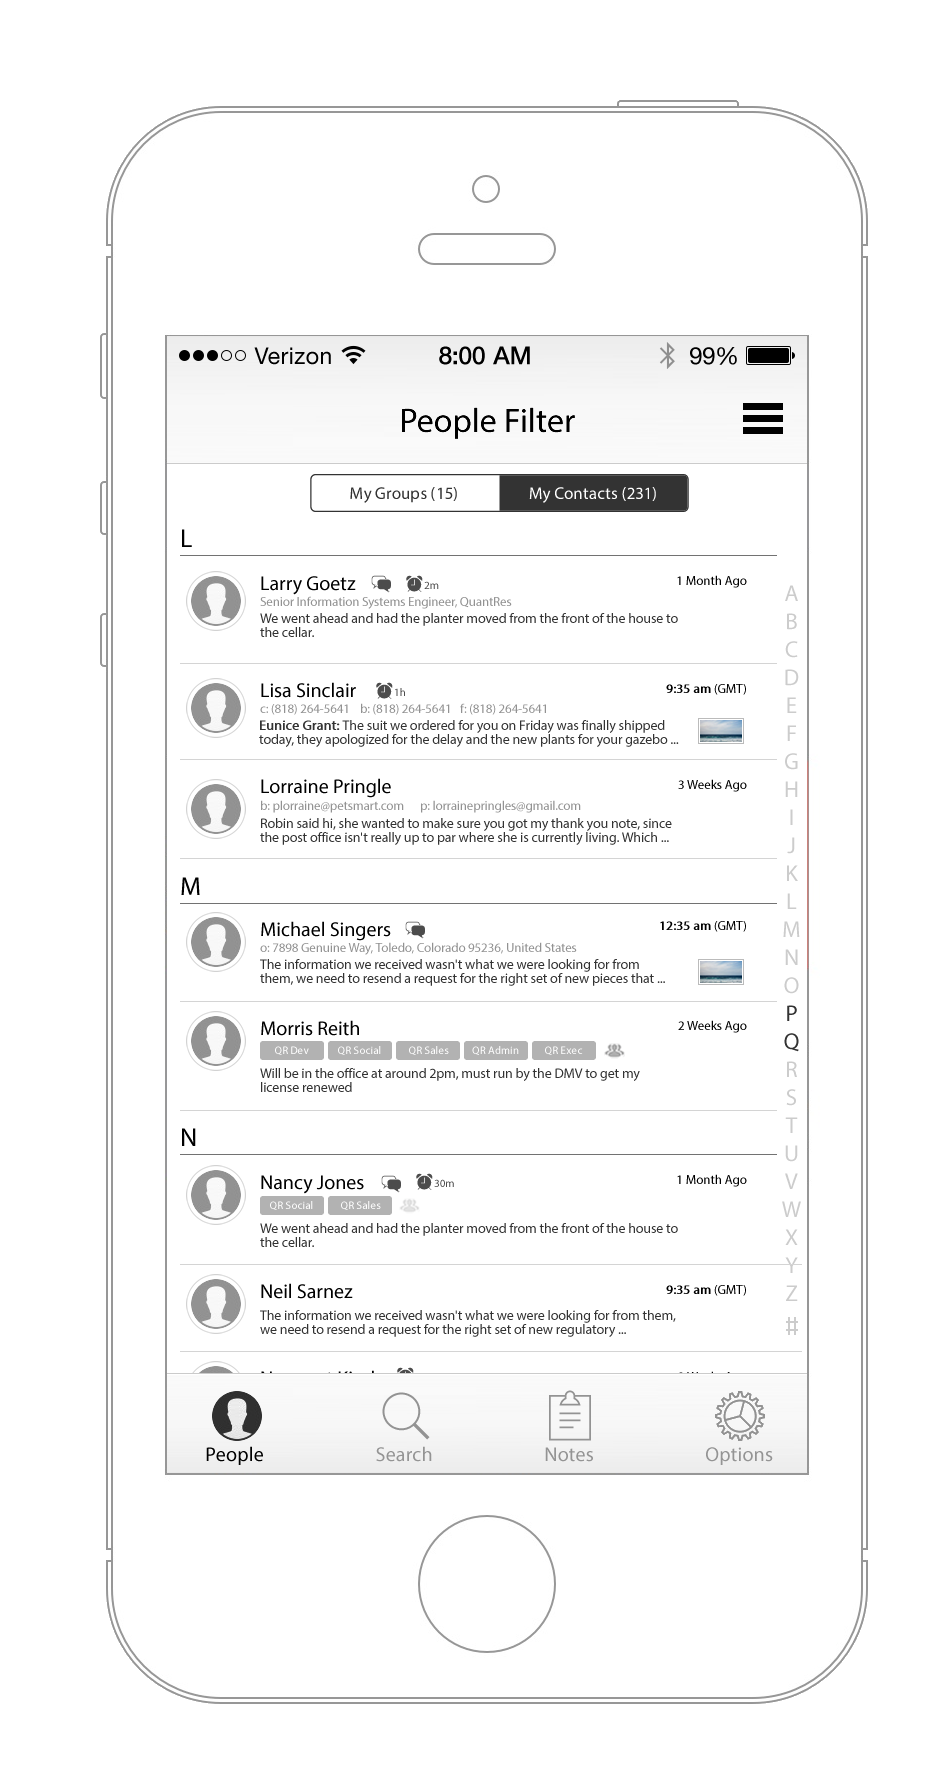 Verizon 8:00 AM 99%
People Filter
My Groups (15) My Contacts (231)
L
Larry Goetz 2m 1 Month Ago
Senior Information Systems Engineer, QuantRes
We went ahead and had the planter moved from the front of the house to
the cellar.
Lisa Sinclair 1h 9:35 am (GMT)
c: (818) 264-5641 b: (818) 264-5641 f: (818) 264-5641
Eunice Grant: The suit we ordered for you on Friday was finally shipped
today, they apologized for the delay and the new plants for your gazebo ...
Lorraine Pringle 3 Weeks Ago
b: plorraine@petsmart.com p: lorrainepringles@gmail.com
Robin said hi, she wanted to make sure you got my thank you note, since
the post office isn't really up to par where she is currently living. Which ...
M
Michael Singers 12:35 am (GMT)
o: 7898 Genuine Way, Toledo, Colorado 95236, United States
The information we received wasn't what we were looking for from
them, we need to resend a request for the right set of new pieces that ...
Morris Reith 2 Weeks Ago
QR Dev QR Social QR Sales QR Admin QR Exec
Will be in the office at around 2pm, must run by the DMV to get my
license renewed
N
Nancy Jones 30m 1 Month Ago
QR Social QR Sales
We went ahead and had the planter moved from the front of the house to
the cellar.
Neil Sarnez 9:35 am (GMT)
The information we received wasn't what we were looking for from them,
we need to resend a request for the right set of new regulatory ...
A
B
C
D
E
F
G
H
I
J
K
L
M
N
O
P
Q
R
S
T
U
V
W
X
Y
Z
#
People Search Notes Options